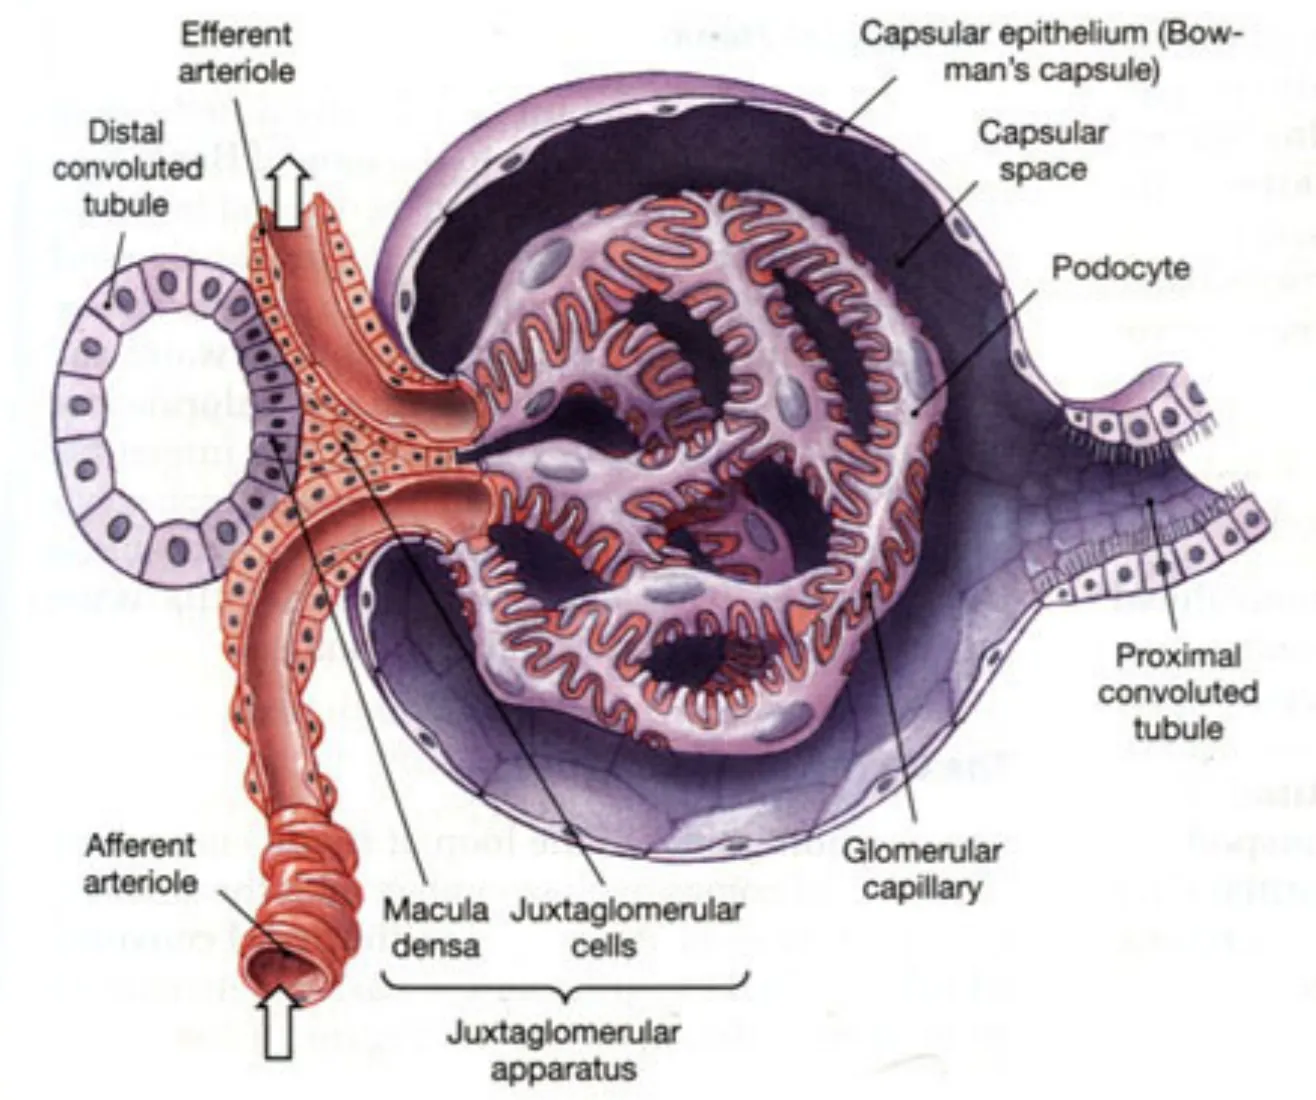 Efferent
arteriole
Distal
convoluted
tubule
Capsular epithelium (Bow-
man's capsule)
Capsular
space
Podocyte
Proximal
convoluted
tubule
Glomerular
capillary
Afferent
arteriole
Macula
densa
Juxtaglomerular
cells
Juxtaglomerular
apparatus